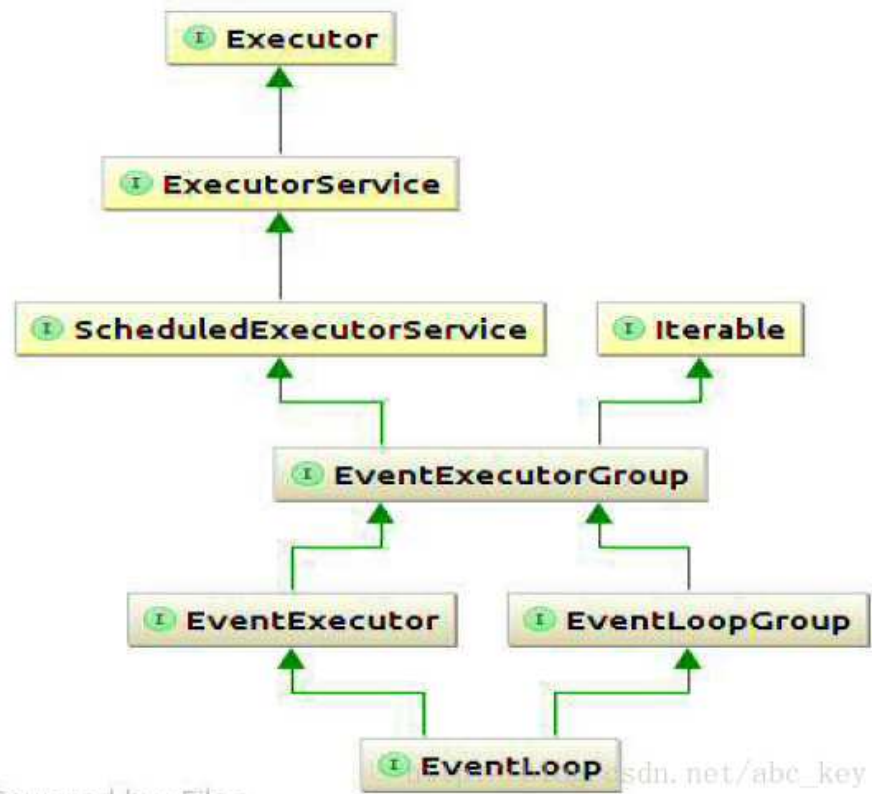 I Executor
I ExecutorService
I ScheduledExecutorService
I Iterable
I EventExecutorGroup
I EventExecutor
I EventLoopGroup
I EventLoop
sdn.net/abc_key